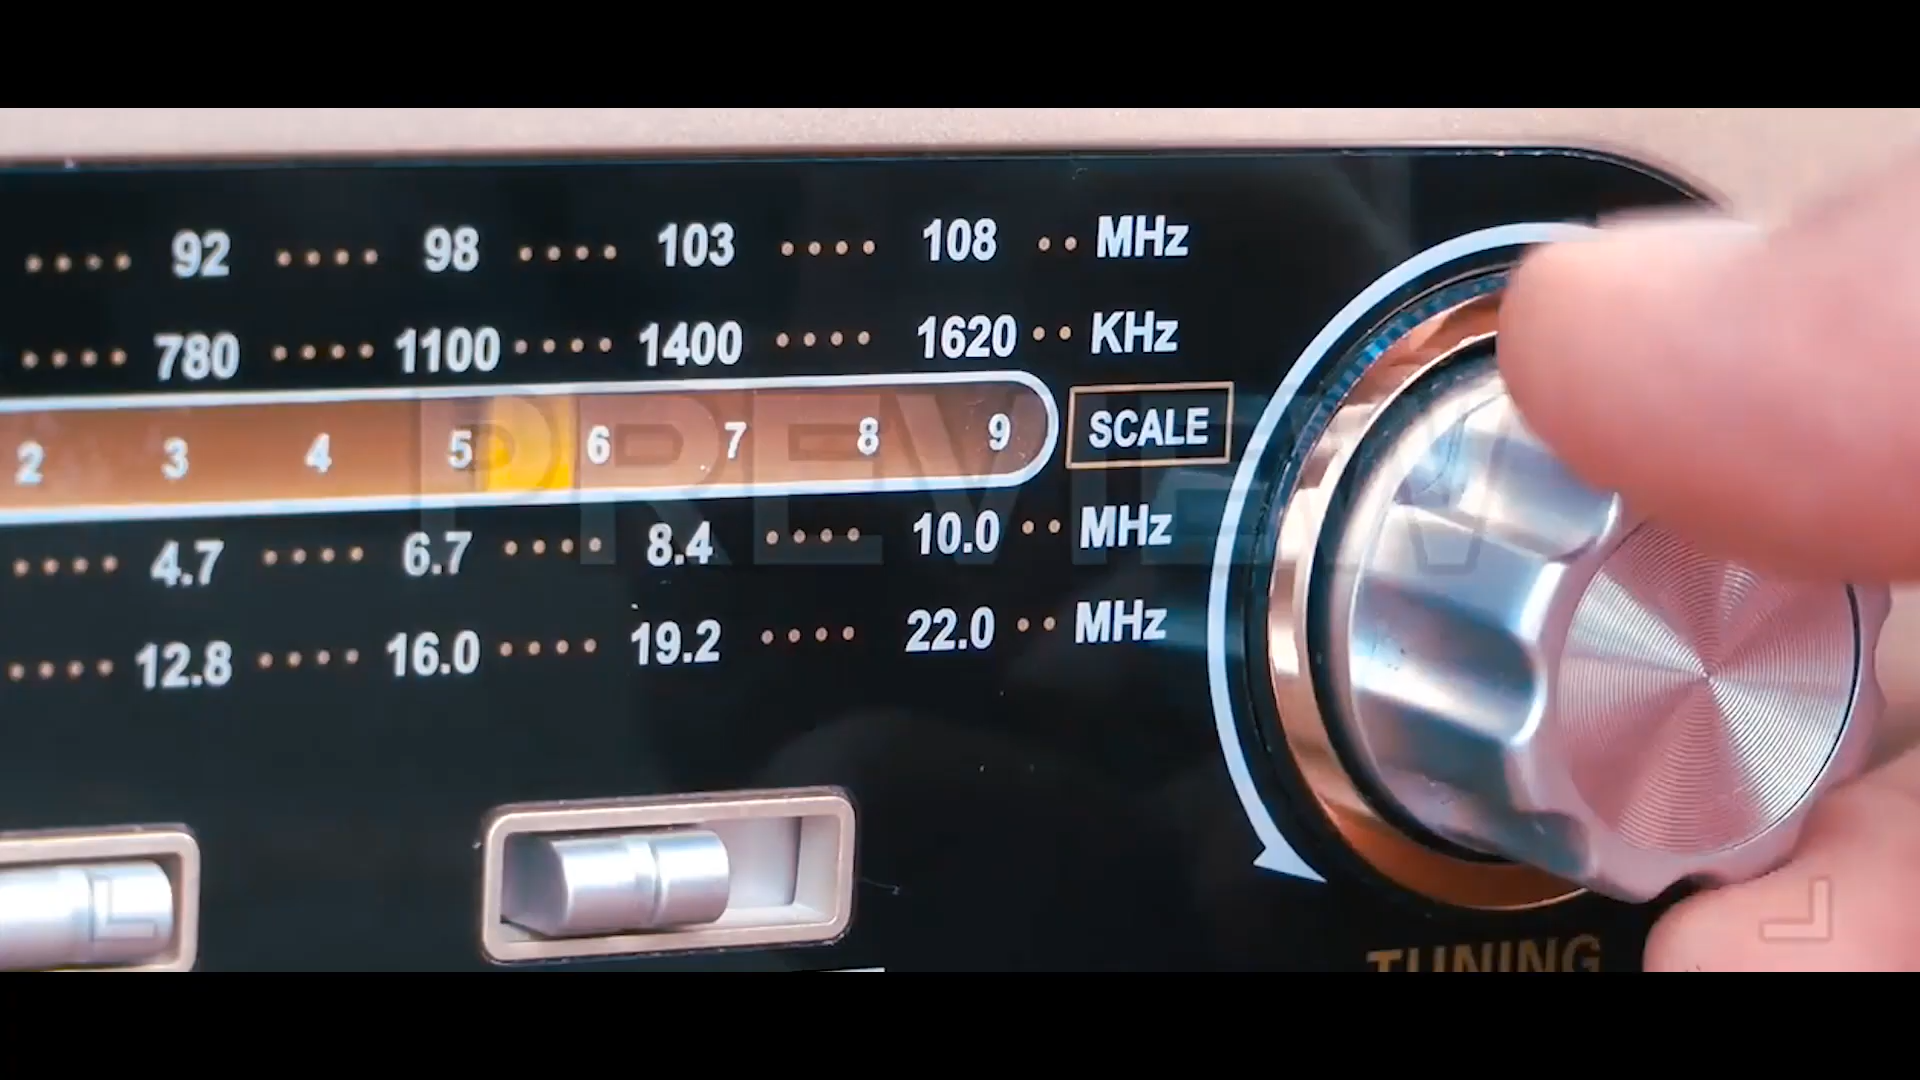 .... 92 .... 98 .... 103 .... 108 .. MHz
.... 780 .... 1100 .... 1400 .... 1620 .. KHz
2 3 4 5 6 7 8 9 SCALE
PREVIEW
.... 4.7 .... 6.7 .... 8.4 .... 10.0 .. MHz
.... 12.8 .... 16.0 .... 19.2 .... 22.0 .. MHz
TUNING